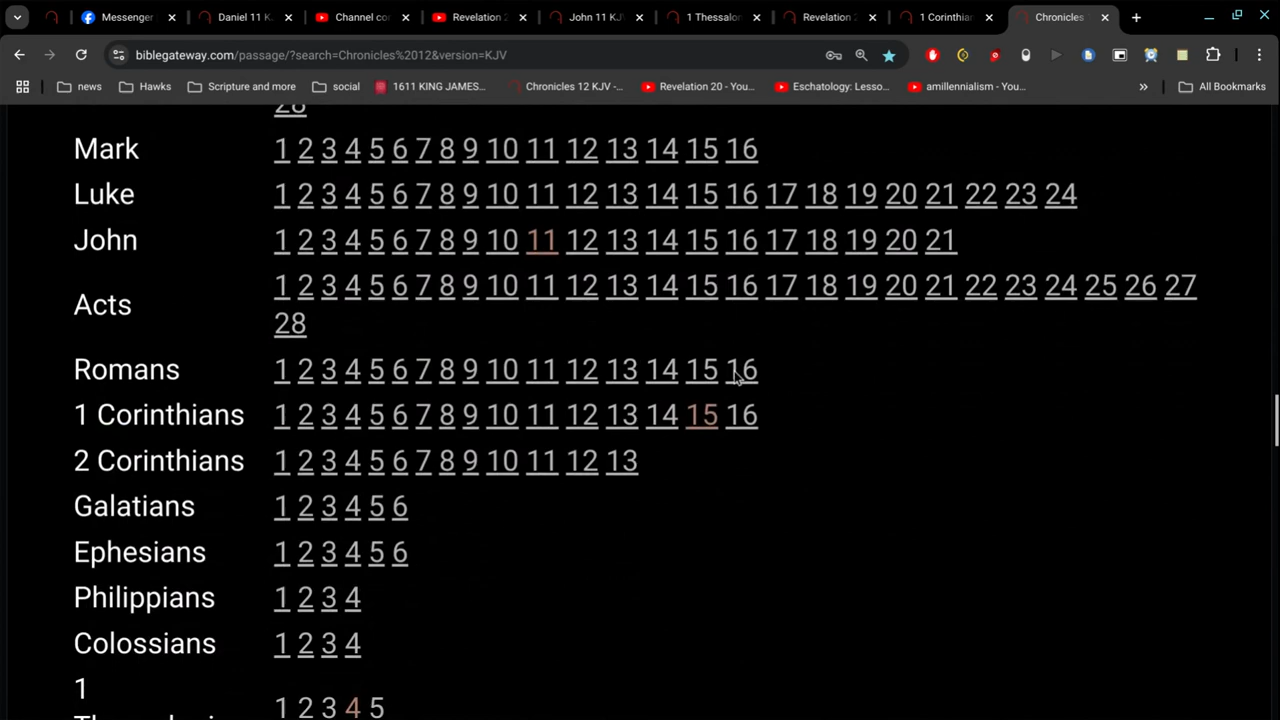 Messenger
Daniel 11 K
Channel co
Revelation 2
John 11 KJ
1 Thessalon
Revelation
1 Corinthian
Chronicles
biblegateway.com/passage/?search=Chronicles%2012&version=KJV
news
Hawks
Scripture and more
social
1611 KING JAMES...
Chronicles 12 KJV -...
Revelation 20 - You...
Eschatology: Lesso...
amillennialism - You...
»
All Bookmarks
28
Mark 1 2 3 4 5 6 7 8 9 10 11 12 13 14 15 16
Luke 1 2 3 4 5 6 7 8 9 10 11 12 13 14 15 16 17 18 19 20 21 22 23 24
John 1 2 3 4 5 6 7 8 9 10 11 12 13 14 15 16 17 18 19 20 21
Acts 1 2 3 4 5 6 7 8 9 10 11 12 13 14 15 16 17 18 19 20 21 22 23 24 25 26 27
28
Romans 1 2 3 4 5 6 7 8 9 10 11 12 13 14 15 16
1 Corinthians 1 2 3 4 5 6 7 8 9 10 11 12 13 14 15 16
2 Corinthians 1 2 3 4 5 6 7 8 9 10 11 12 13
Galatians 1 2 3 4 5 6
Ephesians 1 2 3 4 5 6
Philippians 1 2 3 4
Colossians 1 2 3 4
1
1 2 3 4 5